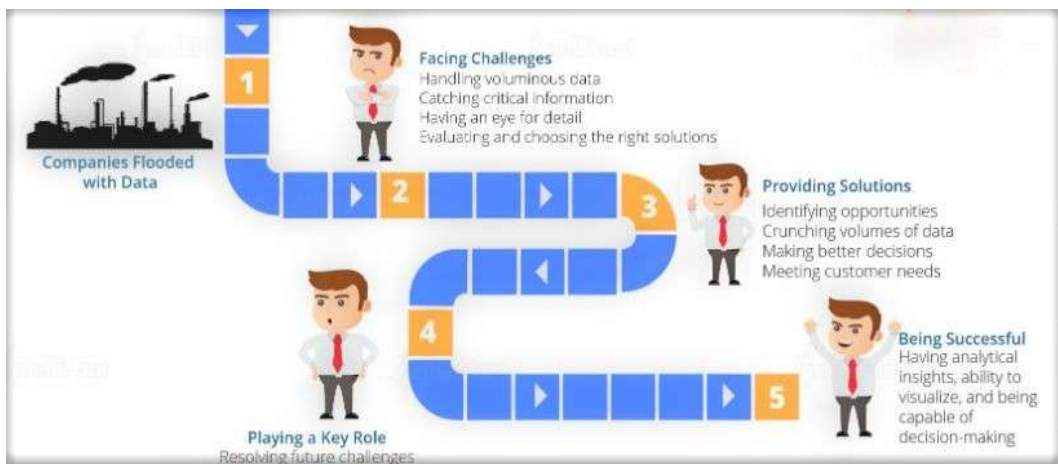 1
Companies Flooded
with Data
Facing Challenges
Handling voluminous data
Catching critical information
Having an eye for detail
Evaluating and choosing the right solutions
2
3
Providing Solutions
Identifying opportunities
Crunching volumes of data
Making better decisions
Meeting customer needs
4
Playing a Key Role
Resolving future challenges
5
Being Successful
Having analytical
insights, ability to
visualize, and being
capable of
decision-making